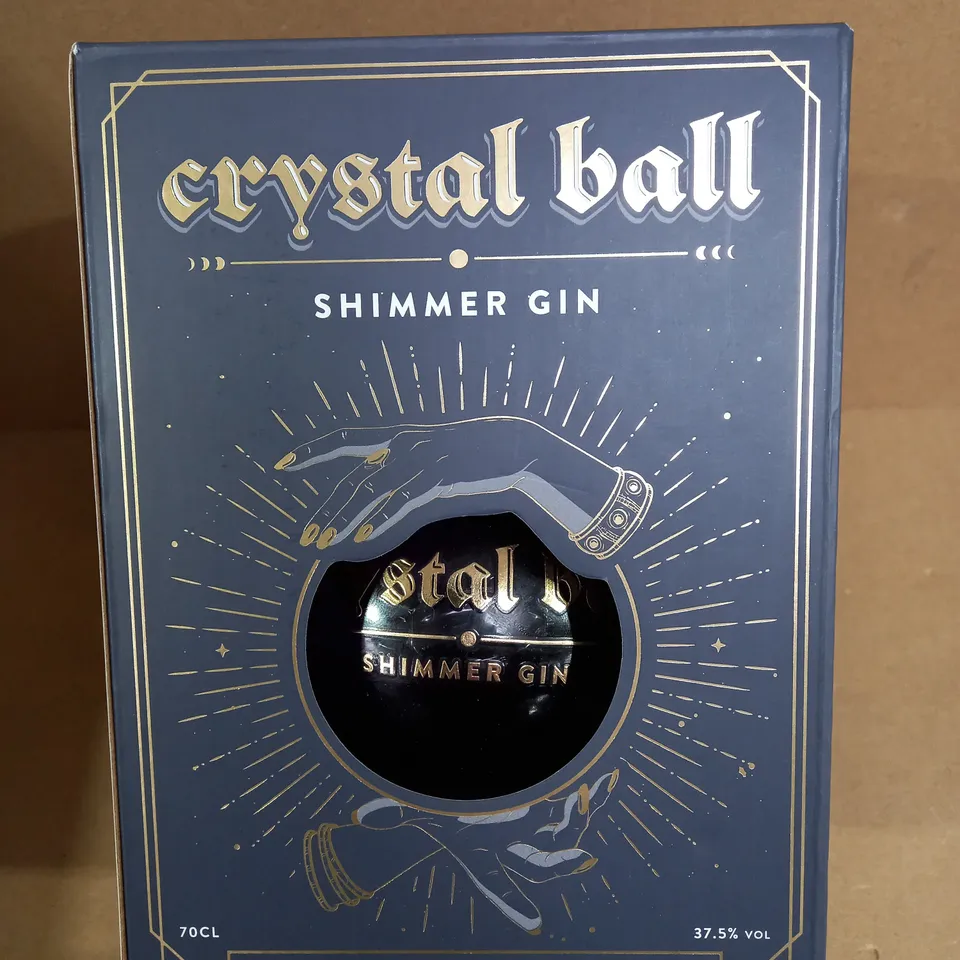 crystal ball
SHIMMER GIN
stal b
SHIMMER GIN
70CL
37.5% VOL